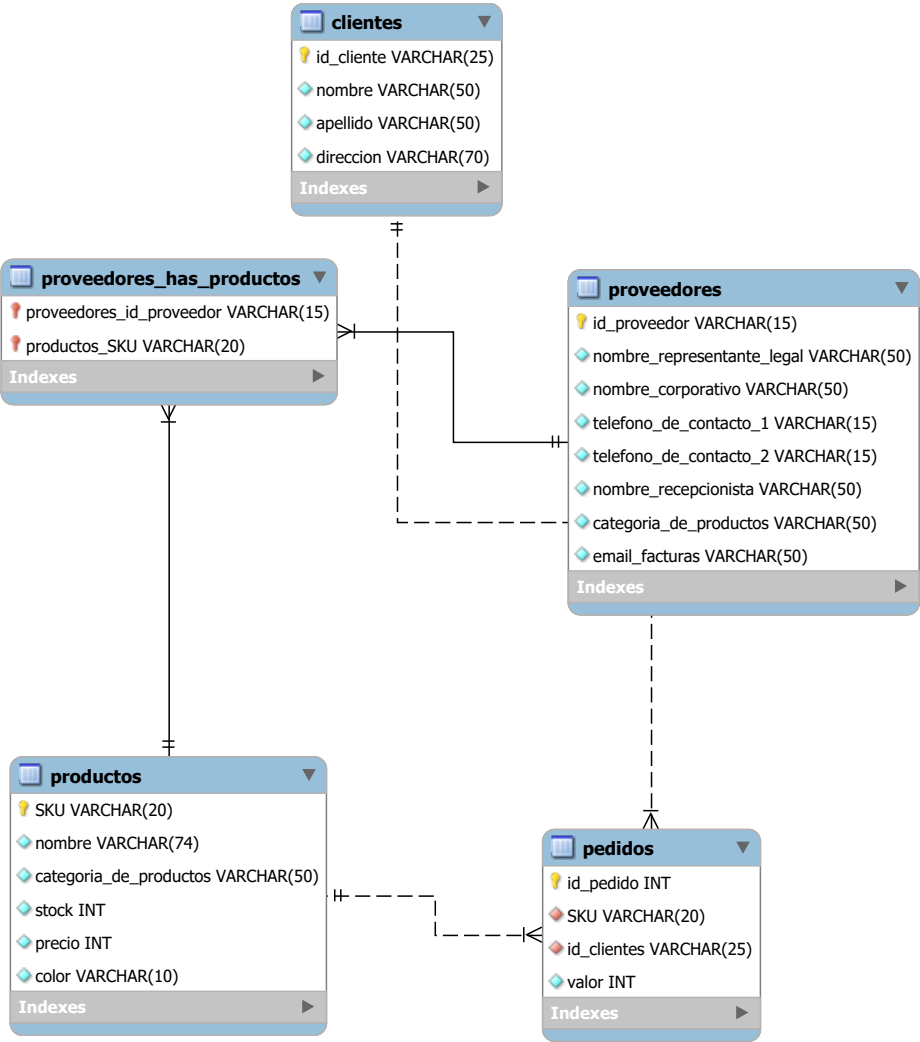 clientes
id_cliente VARCHAR(25)
nombre VARCHAR(50)
apellido VARCHAR(50)
direccion VARCHAR(70)
Indexes
proveedores_has_productos
proveedores_id_proveedor VARCHAR(15)
productos_SKU VARCHAR(20)
Indexes
proveedores
id_proveedor VARCHAR(15)
nombre_representante_legal VARCHAR(50)
nombre_corporativo VARCHAR(50)
telefono_de_contacto_1 VARCHAR(15)
telefono_de_contacto_2 VARCHAR(15)
nombre_recepcionista VARCHAR(50)
categoria_de_productos VARCHAR(50)
email_facturas VARCHAR(50)
Indexes
productos
SKU VARCHAR(20)
nombre VARCHAR(74)
categoria_de_productos VARCHAR(50)
stock INT
precio INT
color VARCHAR(10)
Indexes
pedidos
id_pedido INT
SKU VARCHAR(20)
id_clientes VARCHAR(25)
valor INT
Indexes